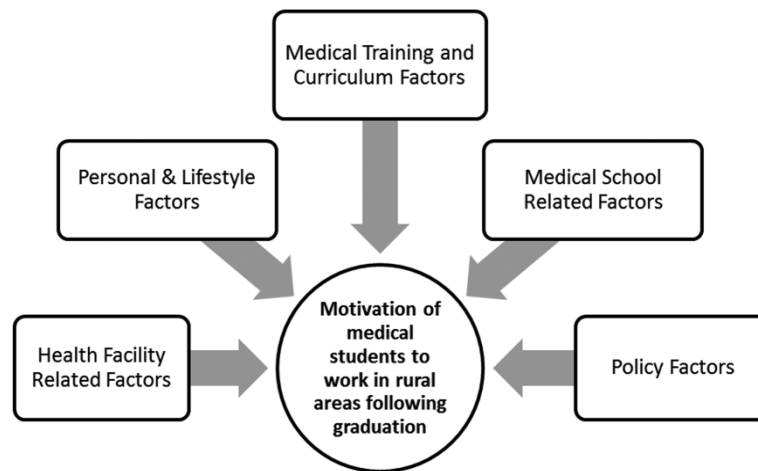 Medical Training and
Curriculum Factors
Personal & Lifestyle
Factors
Medical School
Related Factors
Health Facility
Related Factors
Motivation of
medical
students to
work in rural
areas following
graduation
Policy Factors